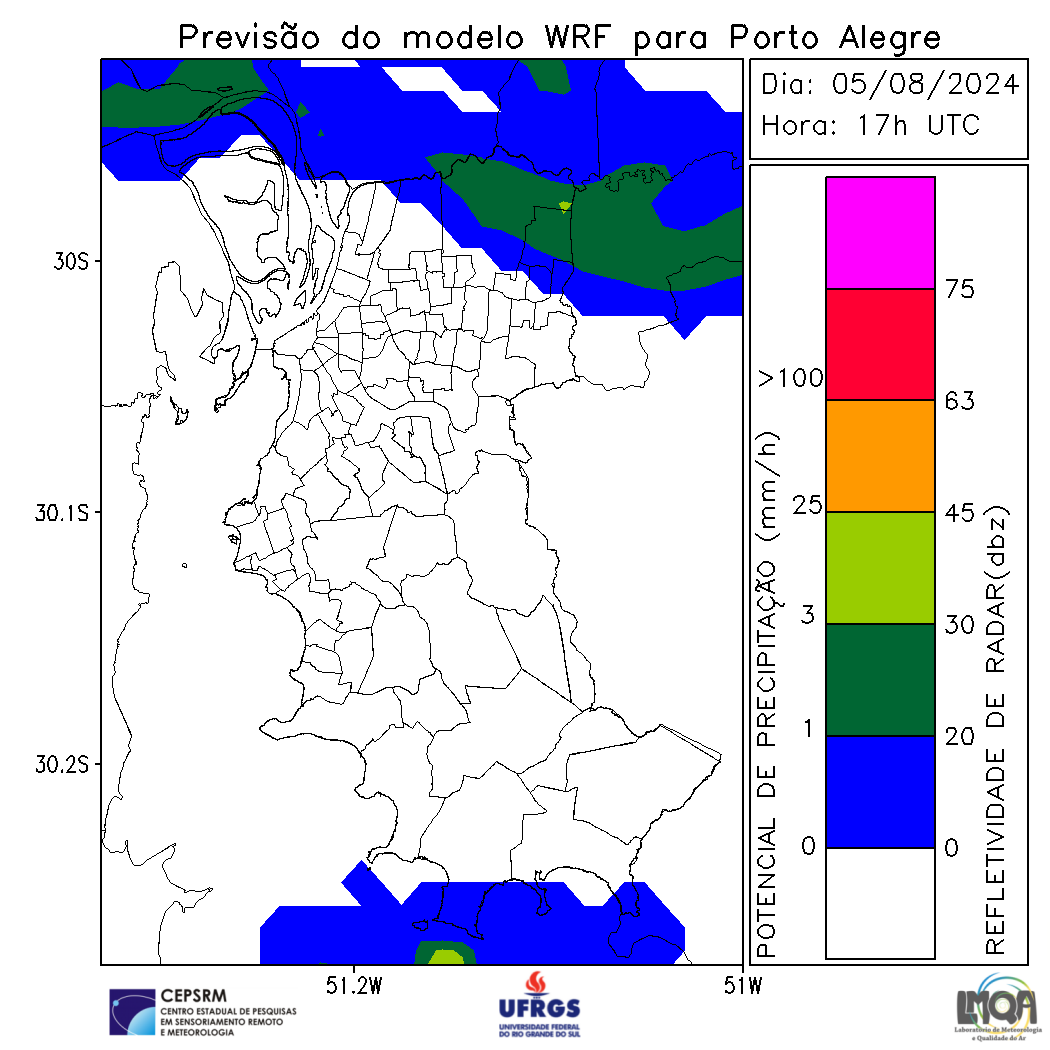 Previsão do modelo WRF para Porto Alegre
Dia: 05/08/2024
Hora: 17h UTC
30S
30.1S
30.2S
51.2W
51W
POTENCIAL DE PRECIPITAÇÃO (mm/h)
>100
25
3
1
0
75
63
45
30
20
0
REFLETIVIDADE DE RADAR(dbz)
CEPSRM
CENTRO ESTADUAL DE PESQUISAS
EM SENSORIAMENTO REMOTO
E METEOROLOGIA
UFRGS
UNIVERSIDADE FEDERAL
DO RIO GRANDE DO SUL
LMQA
Laboratório de Meteorologia
e Qualidade do Ar